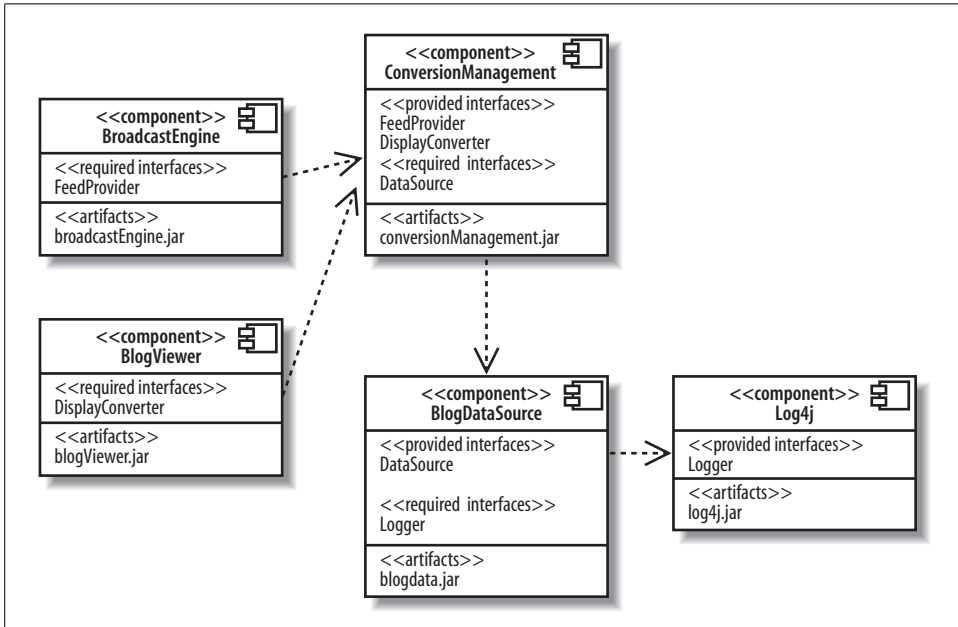 <<component>>
BroadcastEngine
<<required interfaces>>
FeedProvider
<<artifacts>>
broadcastEngine.jar
<<component>>
BlogViewer
<<required interfaces>>
DisplayConverter
<<artifacts>>
blogViewer.jar
<<component>>
ConversionManagement
<<provided interfaces>>
FeedProvider
DisplayConverter
<<required interfaces>>
DataSource
<<artifacts>>
conversionManagement.jar
<<component>>
BlogDataSource
<<provided interfaces>>
DataSource
<<required interfaces>>
Logger
<<artifacts>>
blogdata.jar
<<component>>
Log4j
<<provided interfaces>>
Logger
<<artifacts>>
log4j.jar